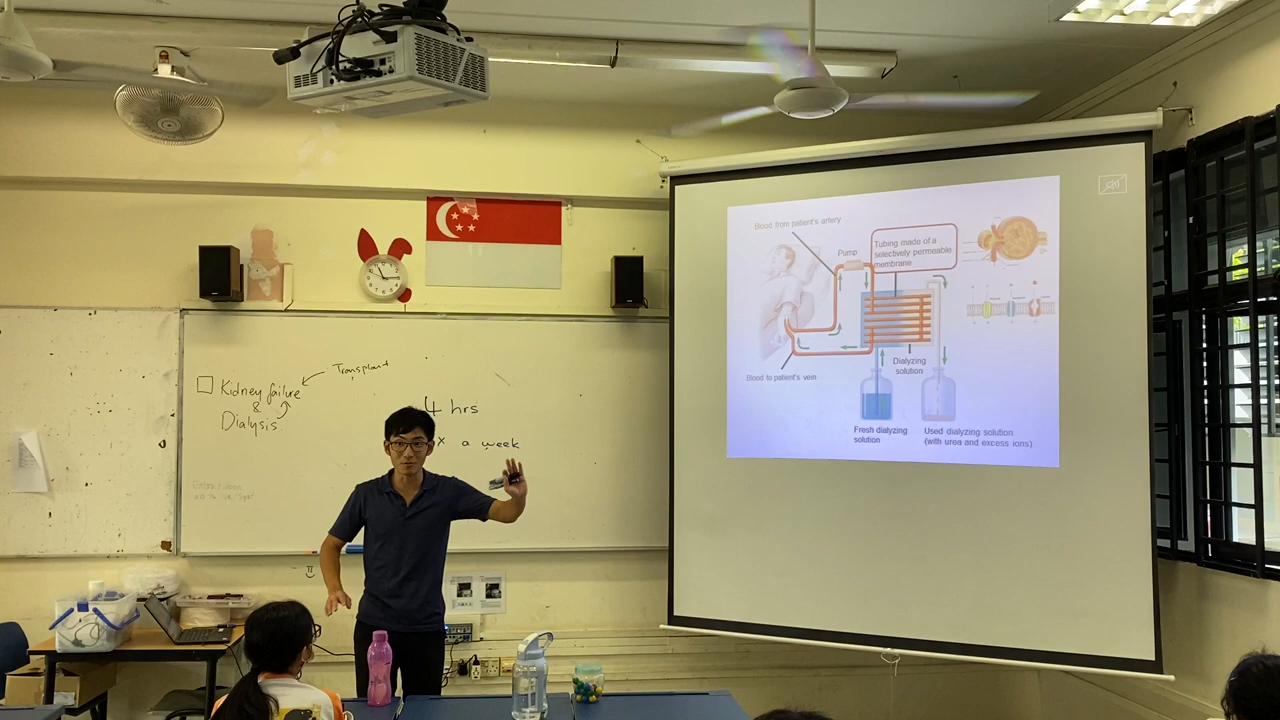 Transplant
Kidney failure
&
Dialysis
4 hrs
x a week
Blood from patient's artery
Pump
Tubing made of a
selectively permeable
membrane
Dialyzing
solution
Blood to patient's vein
Fresh dialyzing
solution
Used dialyzing solution
(with urea and excess ions)